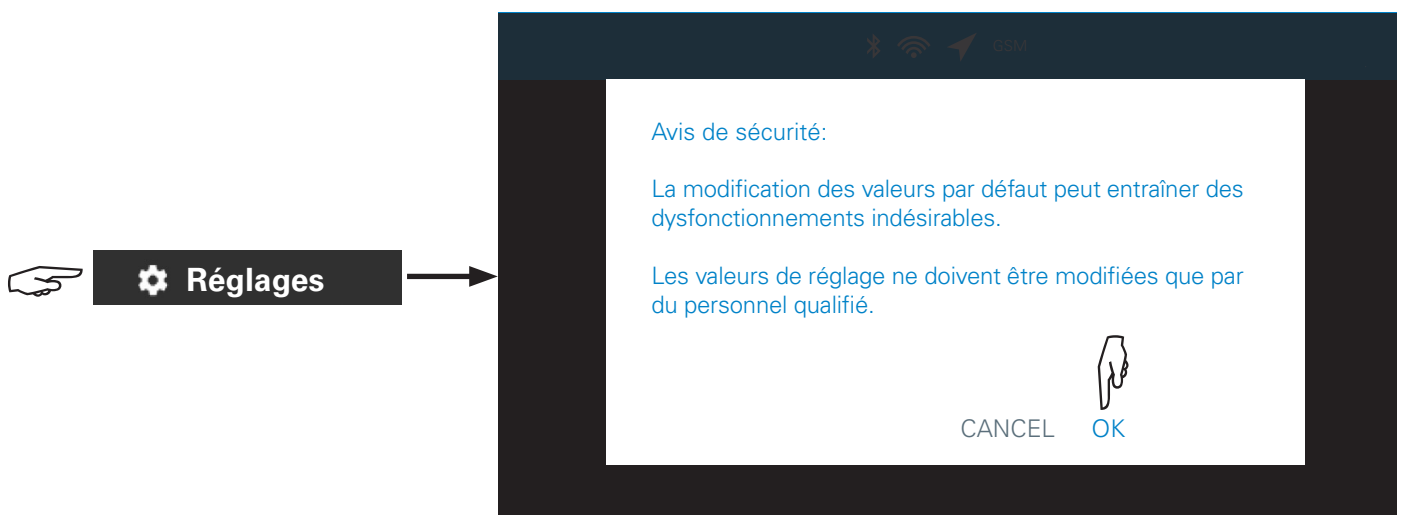 GSM
Avis de sécurité:
La modification des valeurs par défaut peut entraîner des
dysfonctionnements indésirables.
Réglages
Les valeurs de réglage ne doivent être modifiées que par
du personnel qualifié.
CANCEL OK